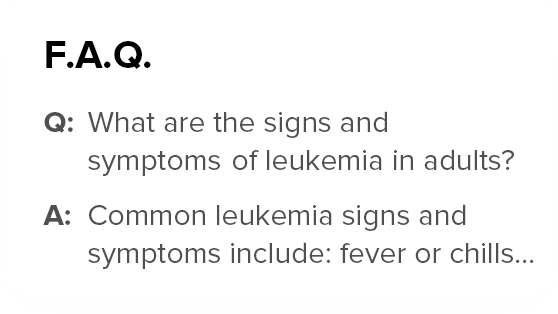 F.A.Q.
Q: What are the signs and
symptoms of leukemia in adults?
A: Common leukemia signs and
symptoms include: fever or chills...